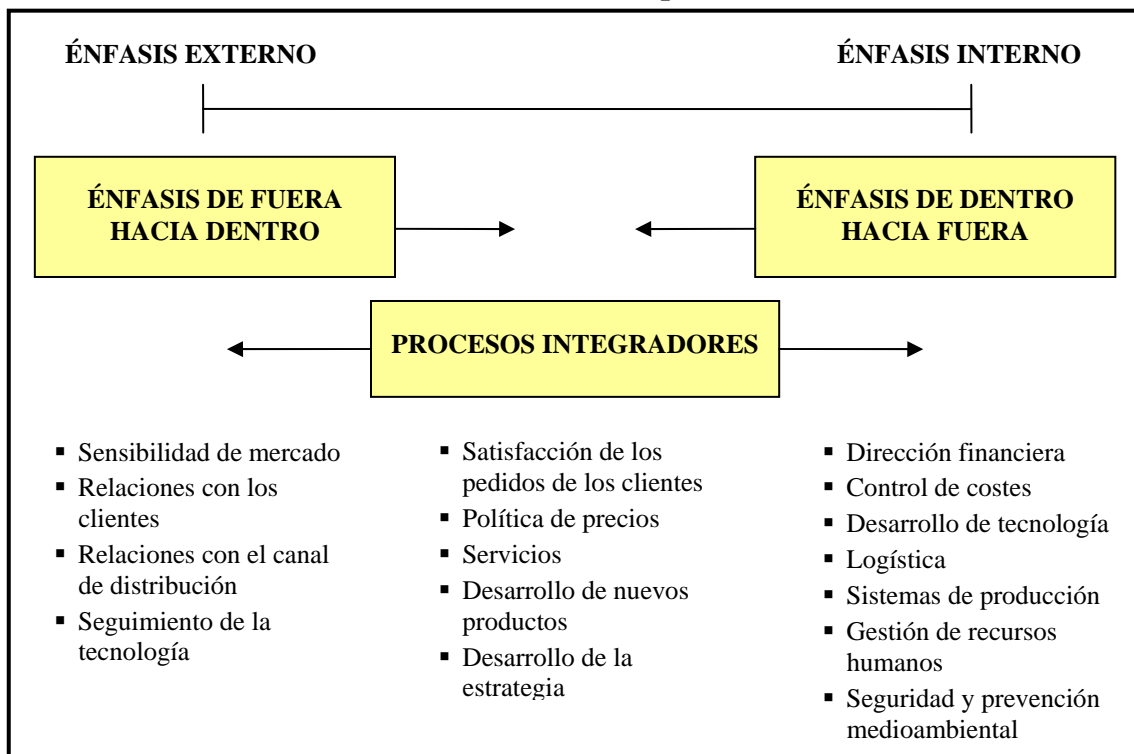 ÉNFASIS EXTERNO
ÉNFASIS INTERNO
ÉNFASIS DE FUERA
HACIA DENTRO
ÉNFASIS DE DENTRO
HACIA FUERA
PROCESOS INTEGRADORES
▪ Sensibilidad de mercado
▪ Relaciones con los
clientes
▪ Relaciones con el canal
de distribución
▪ Seguimiento de la
tecnología
▪ Satisfacción de los
pedidos de los clientes
▪ Política de precios
▪ Servicios
▪ Desarrollo de nuevos
productos
▪ Desarrollo de la
estrategia
▪ Dirección financiera
▪ Control de costes
▪ Desarrollo de tecnología
▪ Logística
▪ Sistemas de producción
▪ Gestión de recursos
humanos
▪ Seguridad y prevención
medioambiental